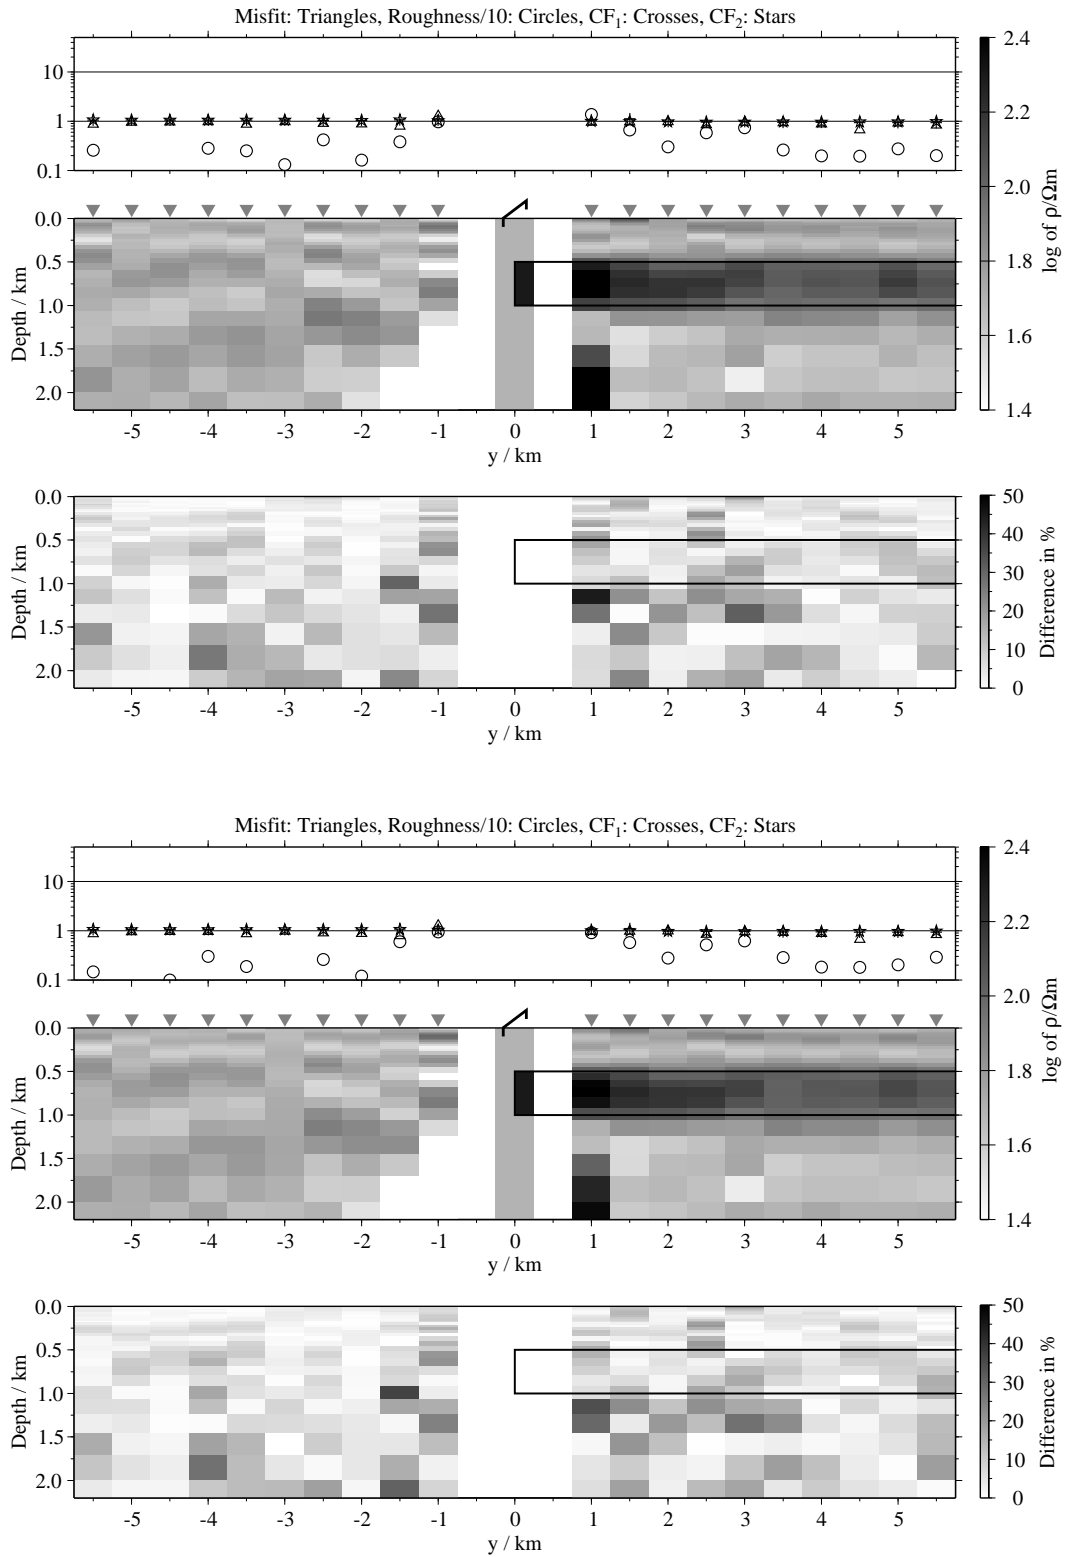 Misfit: Triangles, Roughness/10: Circles, CF₁: Crosses, CF₂: Stars
10
1
0.1
0.0
0.5
1.0
1.5
2.0
Depth / km
-5 -4 -3 -2 -1 0 1 2 3 4 5
y / km
2.4
2.2
2.0
1.8
1.6
1.4
log of ρ/Ωm
0.0
0.5
1.0
1.5
2.0
Depth / km
-5 -4 -3 -2 -1 0 1 2 3 4 5
y / km
50
40
30
20
10
0
Difference in %
Misfit: Triangles, Roughness/10: Circles, CF₁: Crosses, CF₂: Stars
10
1
0.1
0.0
0.5
1.0
1.5
2.0
Depth / km
-5 -4 -3 -2 -1 0 1 2 3 4 5
y / km
2.4
2.2
2.0
1.8
1.6
1.4
log of ρ/Ωm
0.0
0.5
1.0
1.5
2.0
Depth / km
-5 -4 -3 -2 -1 0 1 2 3 4 5
y / km
50
40
30
20
10
0
Difference in %